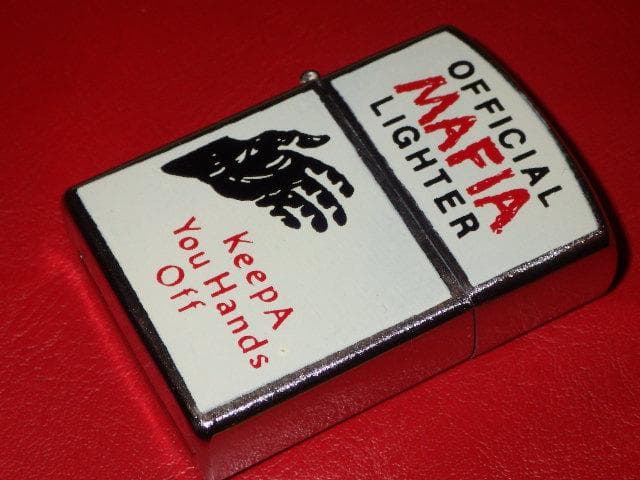 OFFICIAL
MAFIA
LIGHTER
KeepA
You Hands
Off